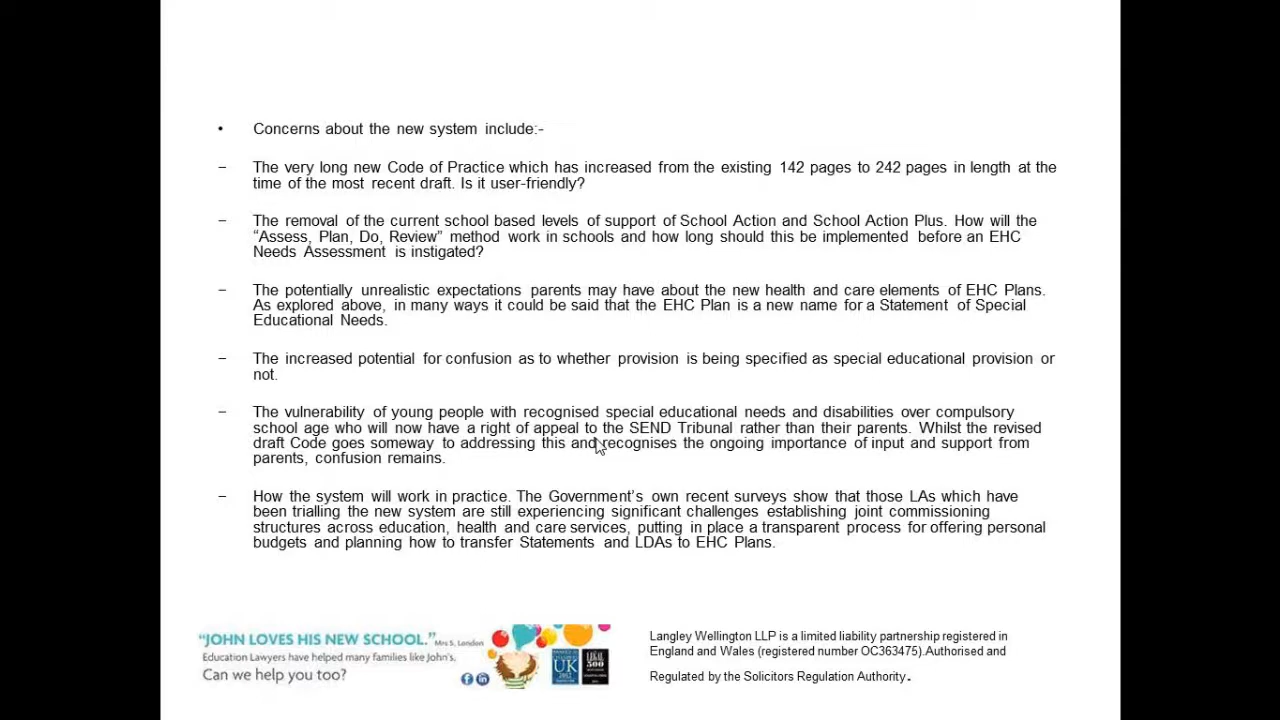 • Concerns about the new system include:-
– The very long new Code of Practice which has increased from the existing 142 pages to 242 pages in length at the
time of the most recent draft. Is it user-friendly?
– The removal of the current school based levels of support of School Action and School Action Plus. How will the
“Assess, Plan, Do, Review” method work in schools and how long should this be implemented before an EHC
Needs Assessment is instigated?
– The potentially unrealistic expectations parents may have about the new health and care elements of EHC Plans.
As explored above, in many ways it could be said that the EHC Plan is a new name for a Statement of Special
Educational Needs.
– The increased potential for confusion as to whether provision is being specified as special educational provision or
not.
– The vulnerability of young people with recognised special educational needs and disabilities over compulsory
school age who will now have a right of appeal to the SEND Tribunal rather than their parents. Whilst the revised
draft Code goes someway to addressing this and recognises the ongoing importance of input and support from
parents, confusion remains.
– How the system will work in practice. The Government’s own recent surveys show that those LAs which have
been trialling the new system are still experiencing significant challenges establishing joint commissioning
structures across education, health and care services, putting in place a transparent process for offering personal
budgets and planning how to transfer Statements and LDAs to EHC Plans.
“JOHN LOVES HIS NEW SCHOOL.” Mrs S, London
Education Lawyers have helped many families like John's.
Can we help you too?
UK
LEGAL
500
Langley Wellington LLP is a limited liability partnership registered in
England and Wales (registered number OC363475).Authorised and
Regulated by the Solicitors Regulation Authority.